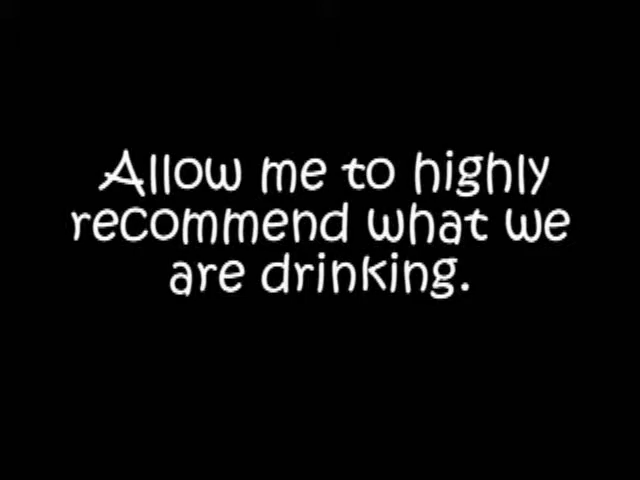 Allow me to highly
recommend what we
are drinking.